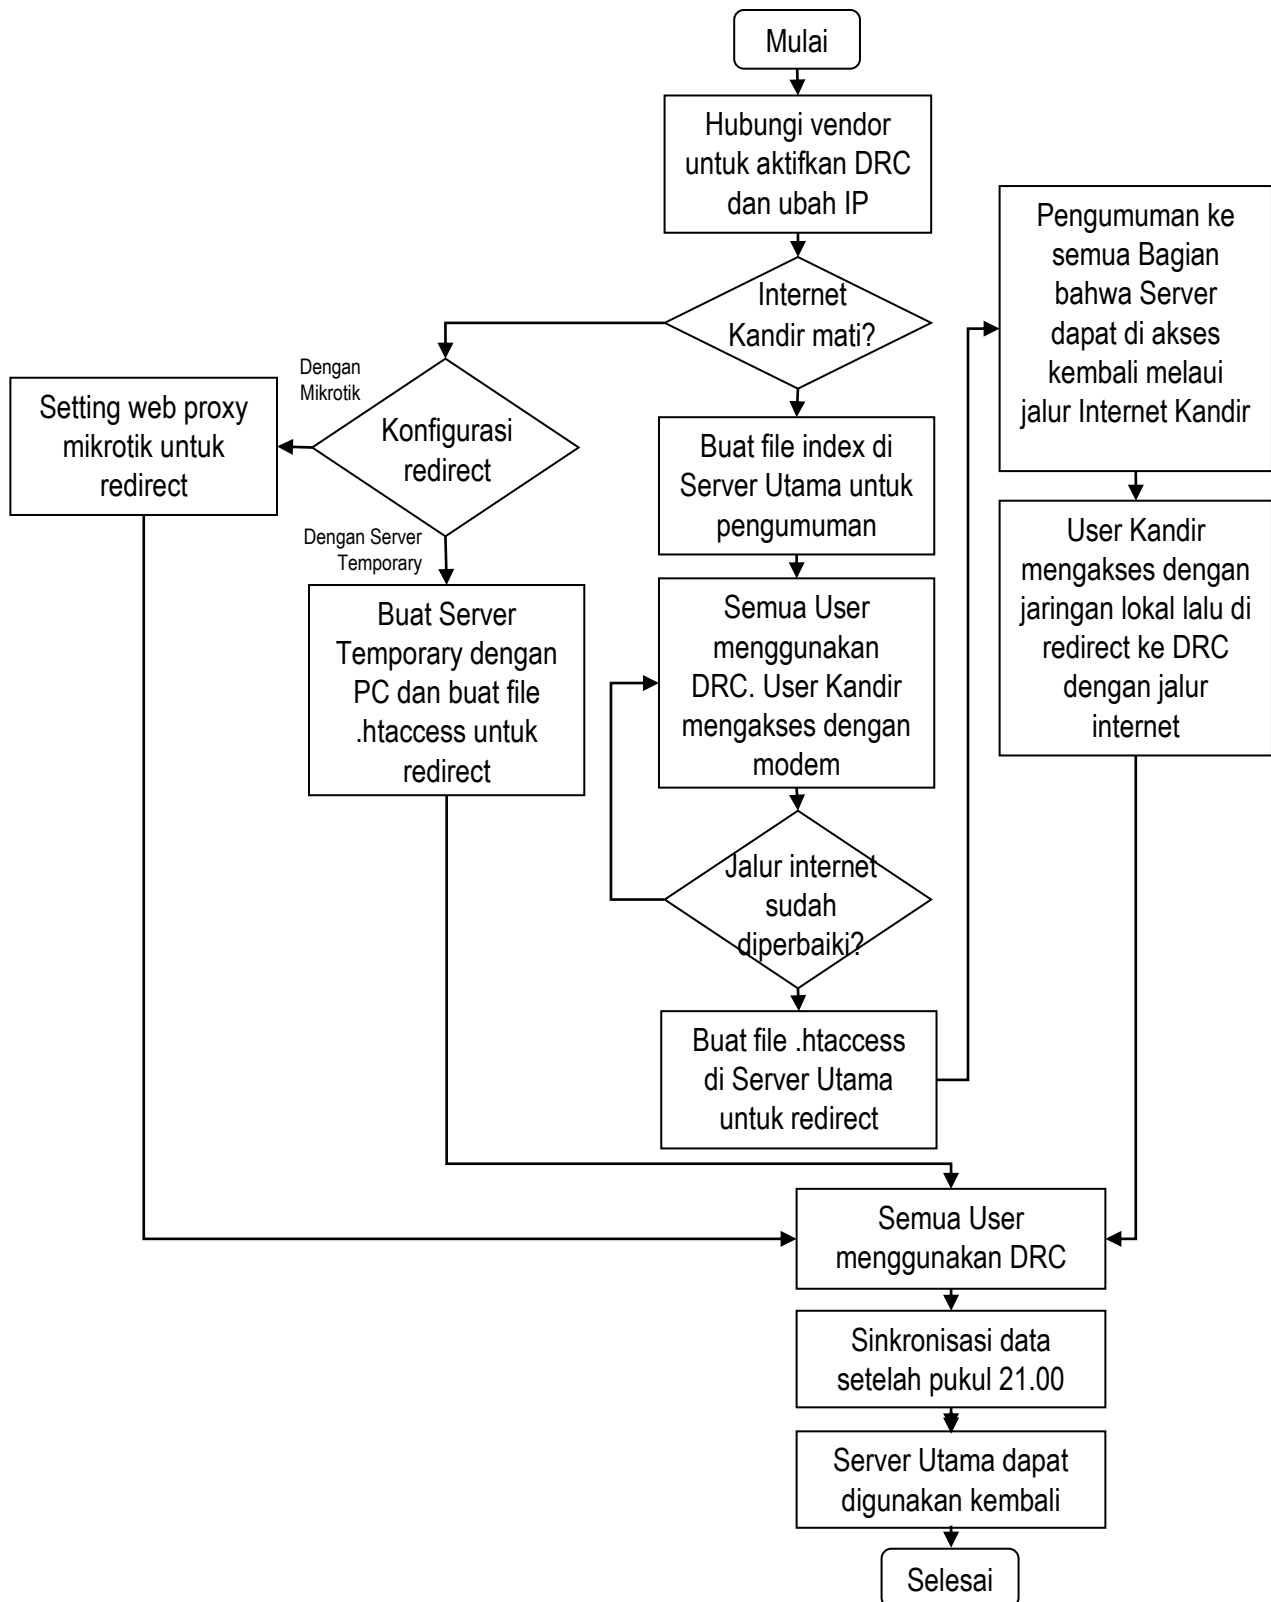 Mulai
Hubungi vendor
untuk aktifkan DRC
dan ubah IP
Internet
Kandir mati?
Dengan
Mikrotik
Konfigurasi
redirect
Setting web proxy
mikrotik untuk
redirect
Dengan Server
Temporary
Buat Server
Temporary dengan
PC dan buat file
.htaccess untuk
redirect
Buat file index di
Server Utama untuk
pengumuman
Semua User
menggunakan
DRC. User Kandir
mengakses dengan
modem
Jalur internet
sudah
diperbaiki?
Buat file .htaccess
di Server Utama
untuk redirect
Pengumuman ke
semua Bagian
bahwa Server
dapat di akses
kembali melaui
jalur Internet Kandir
User Kandir
mengakses dengan
jaringan lokal lalu di
redirect ke DRC
dengan jalur
internet
Semua User
menggunakan DRC
Sinkronisasi data
setelah pukul 21.00
Server Utama dapat
digunakan kembali
Selesai